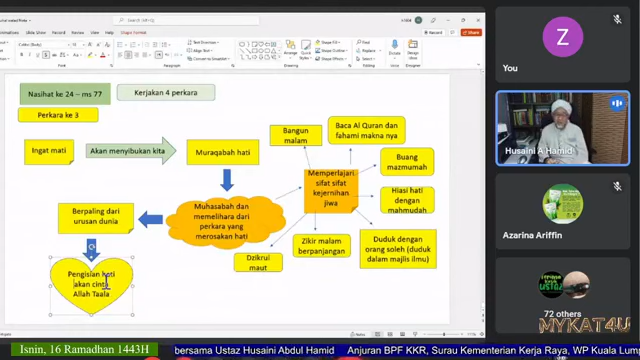 Nasihat ke 24 – ms 77
Kerjakan 4 perkara
Perkara ke 3
Ingat mati
Akan menyibukan kita
Muraqabah hati
Muhasabah dan
memelihara dari
perkara yang
merosakan hati
Berpaling dari
urusan dunia
Pengisian hati
akan cinta
Allah Taala
Bangun
malam
Baca Al Quran dan
fahami makna nya
Buang
mazmumah
Memperlajari
sifat sifat
kejernihan
jiwa
Hiasi hati
dengan
mahmudah
Duduk dengan
orang soleh (duduk
dalam majlis ilmu)
Zikir malam
berpanjangan
Dzikrul
maut
Z
You
Husaini A Hamid
Azarina Ariffin
72 others
MYKAT4U
Isnin, 16 Ramadhan 1443H
bersama Ustaz Husaini Abdul Hamid
Anjuran BPF KKR, Surau Kementerian Kerja Raya, WP Kuala Lum